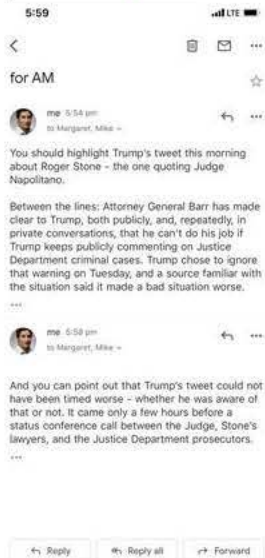 5:59
LTE
for AM
me 5:54 pm
to Margaret, Mike
You should highlight Trump's tweet this morning
about Roger Stone - the one quoting Judge
Napolitano.
Between the lines: Attorney General Barr has made
clear to Trump, both publicly, and, repeatedly, in
private conversations, that he can't do his job if
Trump keeps publicly commenting on Justice
Department criminal cases. Trump chose to ignore
that warning on Tuesday, and a source familiar with
the situation said it made a bad situation worse.
...
me 5:58 pm
to Margaret, Mike
And you can point out that Trump's tweet could not
have been timed worse - whether he was aware of
that or not. It came only a few hours before a
status conference call between the Judge, Stone's
lawyers, and the Justice Department prosecutors.
...
Reply Reply all Forward